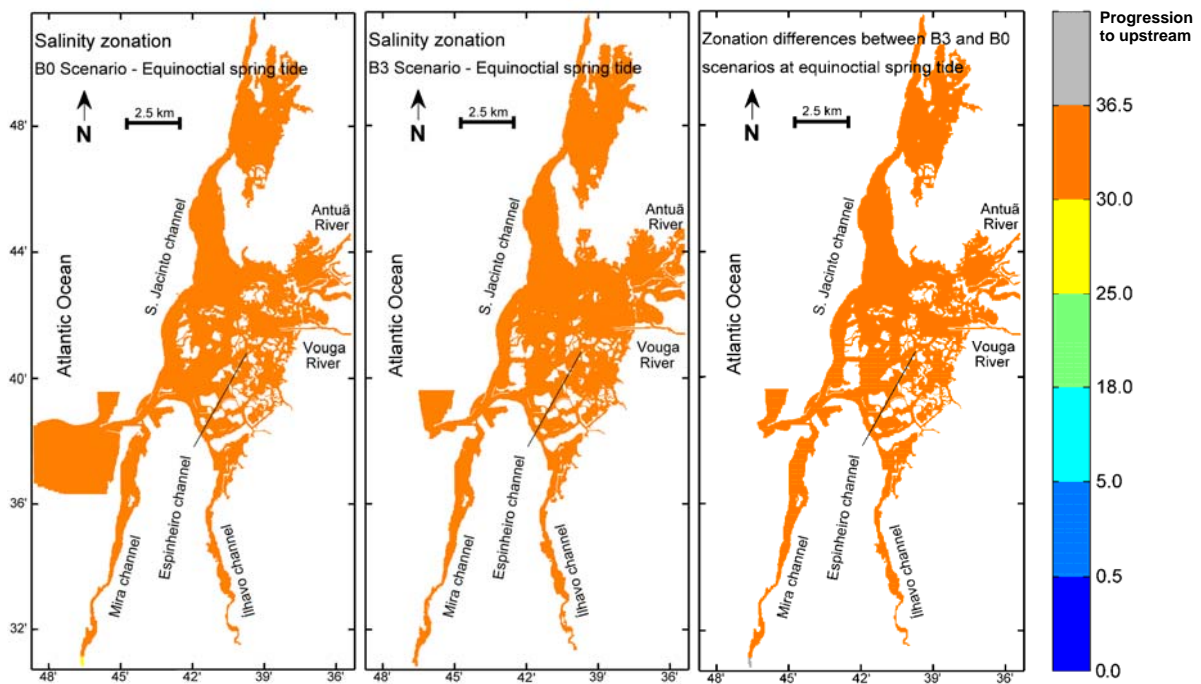 Salinity zonation
B0 Scenario - Equinoctial spring tide
2.5 km
N
S. Jacinto channel
Antuã
River
Atlantic Ocean
Vouga
River
Espinheiro channel
Mira channel
Ílhavo channel
48'
44'
40'
36'
32'
48'
45'
42'
39'
36'
Salinity zonation
B3 Scenario - Equinoctial spring tide
2.5 km
N
S. Jacinto channel
Antuã
River
Atlantic Ocean
Vouga
River
Espinheiro channel
Mira channel
Ílhavo channel
48'
45'
42'
39'
36'
Zonation differences between B3 and B0
scenarios at equinoctial spring tide
2.5 km
N
S. Jacinto channel
Antuã
River
Atlantic Ocean
Vouga
River
Espinheiro channel
Mira channel
Ílhavo channel
48'
45'
42'
39'
36'
Progression
to upstream
36.5
30.0
25.0
18.0
5.0
0.5
0.0